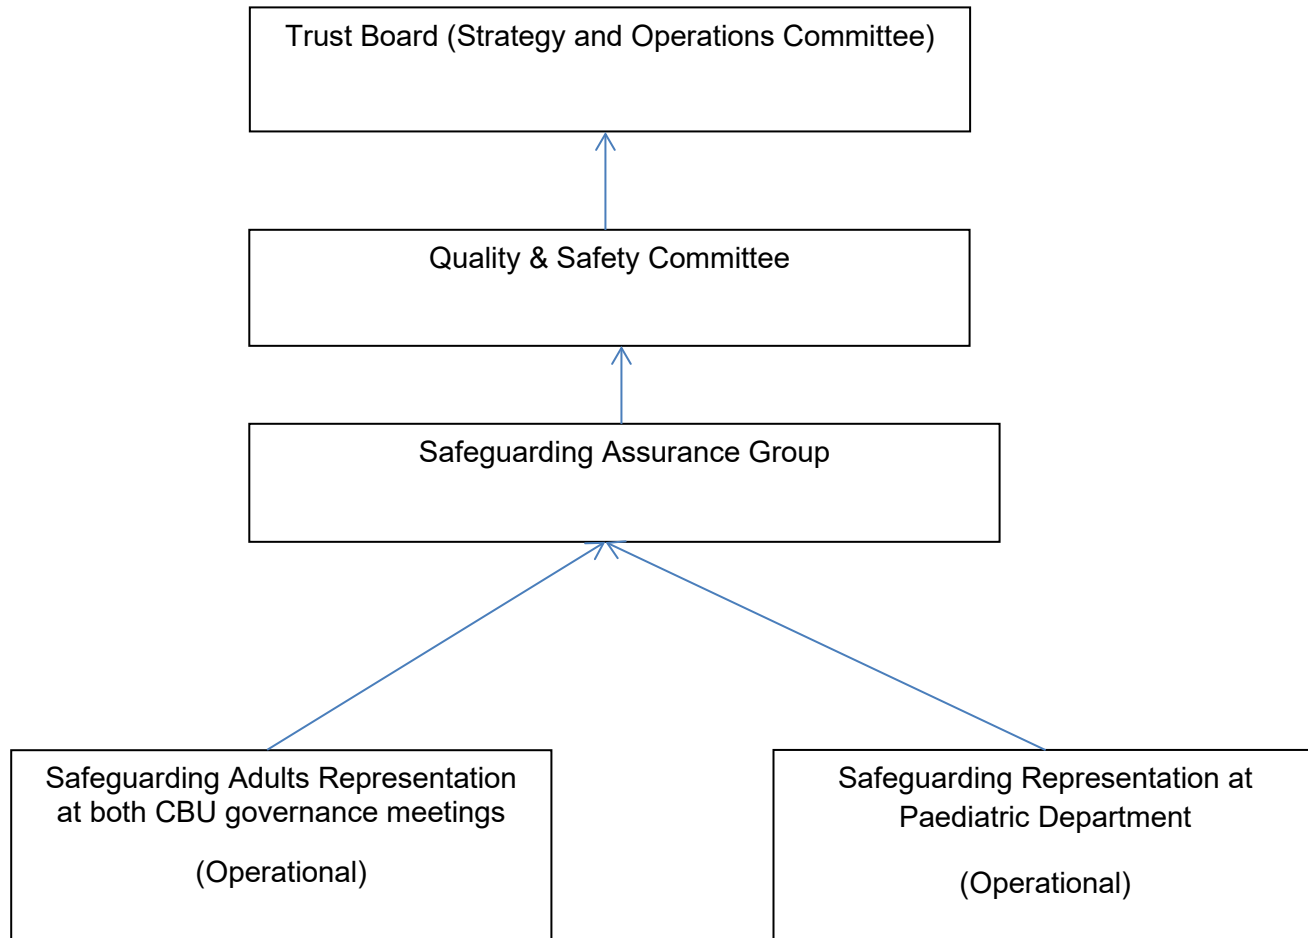 Trust Board (Strategy and Operations Committee)
Quality & Safety Committee
Safeguarding Assurance Group
Safeguarding Adults Representation
at both CBU governance meetings
(Operational)
Safeguarding Representation at
Paediatric Department
(Operational)